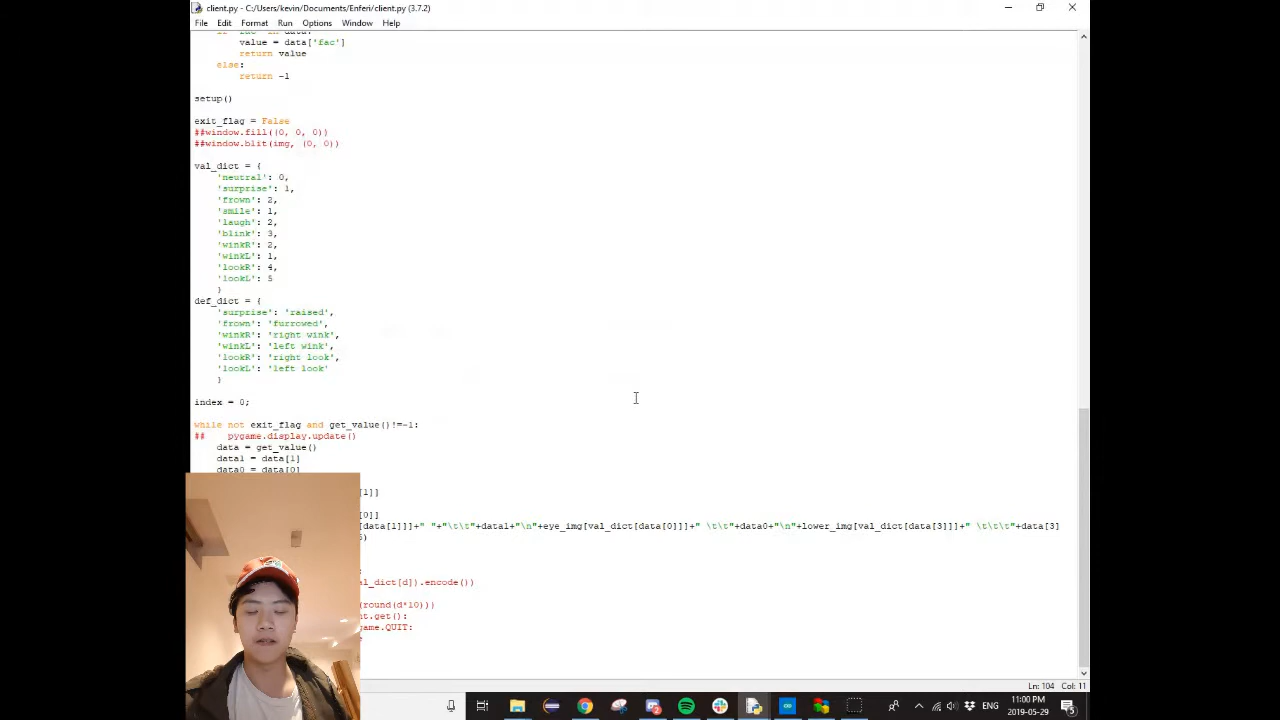 client.py - C:/Users/kevin/Documents/Enferi/client.py (3.7.2)
File Edit Format Run Options Window Help
value = data['fac']
return value
else:
return -1
setup()
exit_flag = False
##window.fill((0, 0, 0))
##window.blit(img, (0, 0))
val_dict = {
'neutral': 0,
'surprise': 1,
'frown': 2,
'smile': 1,
'laugh': 2,
'blink': 3,
'winkR': 2,
'winkL': 1,
'lookR': 4,
'lookL': 5
}
def_dict = {
'surprise': 'raised',
'frown': 'furrowed',
'winkR': 'right wink',
'winkL': 'left wink',
'lookR': 'right look',
'lookL': 'left look'
}
index = 0;
while not exit_flag and get_value()!=-1:
## pygame.display.update()
data = get_value()
data1 = data[1]
data0 = data[0]
[1]]
[0]]
[data[1]]]+" "+"\t\t"+data1+"\n"+eye_img[val_dict[data[0]]]+" \t\t"+data0+"\n"+lower_img[val_dict[data[3]]]+" \t\t\t"+data[3]
)
:
al_dict[d]).encode())
(round(d*10)))
nt.get():
game.QUIT:
Ln: 104 Col: 11
ENG
11:00 PM
2019-05-29